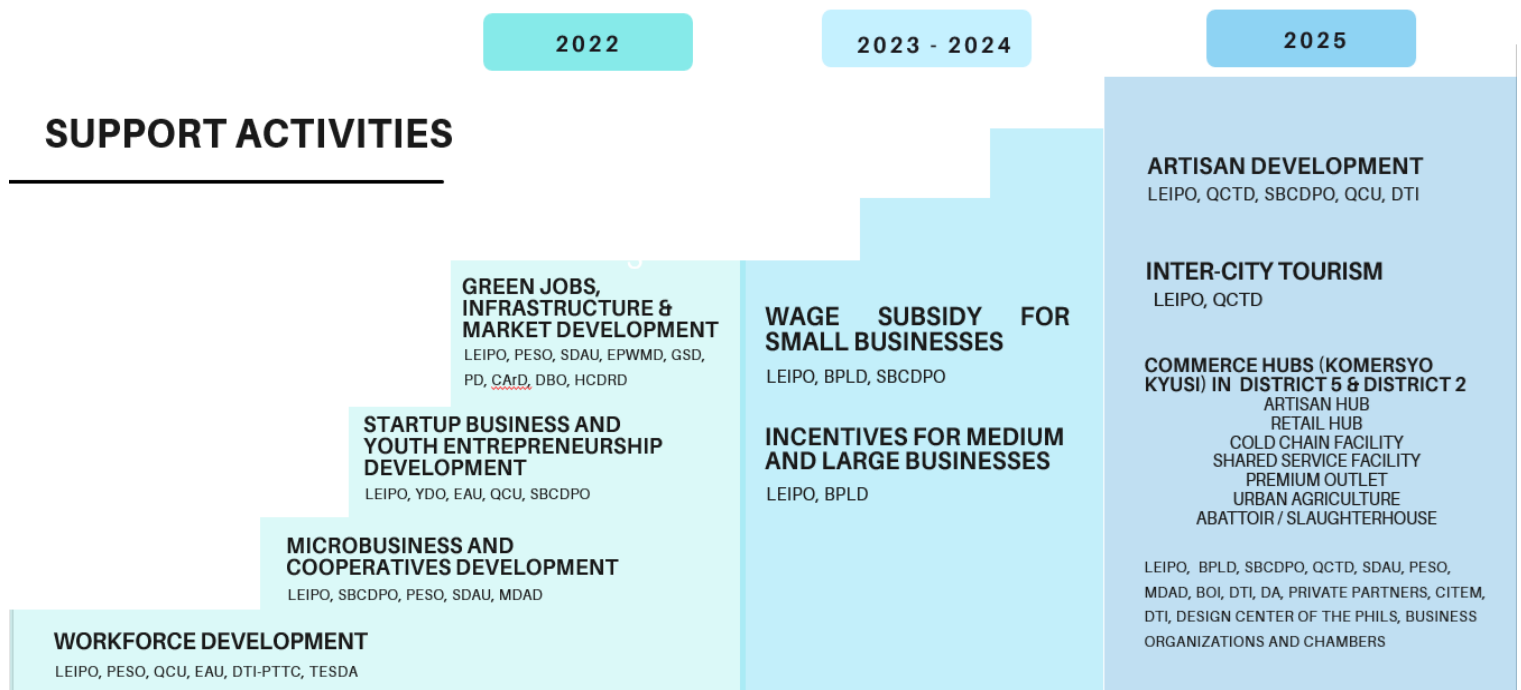 2022
2023 - 2024
2025
SUPPORT ACTIVITIES
GREEN JOBS,
INFRASTRUCTURE &
MARKET DEVELOPMENT
LEIPO, PESO, SDAU, EPWMD, GSD,
PD, CArD, DBO, HCDRD
STARTUP BUSINESS AND
YOUTH ENTREPRENEURSHIP
DEVELOPMENT
LEIPO, YDO, EAU, QCU, SBCDPO
MICROBUSINESS AND
COOPERATIVES DEVELOPMENT
LEIPO, SBCDPO, PESO, SDAU, MDAD
WORKFORCE DEVELOPMENT
LEIPO, PESO, QCU, EAU, DTI-PTTC, TESDA
WAGE SUBSIDY FOR
SMALL BUSINESSES
LEIPO, BPLD, SBCDPO
INCENTIVES FOR MEDIUM
AND LARGE BUSINESSES
LEIPO, BPLD
ARTISAN DEVELOPMENT
LEIPO, QCTD, SBCDPO, QCU, DTI
INTER-CITY TOURISM
LEIPO, QCTD
COMMERCE HUBS (KOMERSYO
KYUSI) IN DISTRICT 5 & DISTRICT 2
ARTISAN HUB
RETAIL HUB
COLD CHAIN FACILITY
SHARED SERVICE FACILITY
PREMIUM OUTLET
URBAN AGRICULTURE
ABATTOIR / SLAUGHTERHOUSE
LEIPO, BPLD, SBCDPO, QCTD, SDAU, PESO,
MDAD, BOI, DTI, DA, PRIVATE PARTNERS, CITEM,
DTI, DESIGN CENTER OF THE PHILS, BUSINESS
ORGANIZATIONS AND CHAMBERS